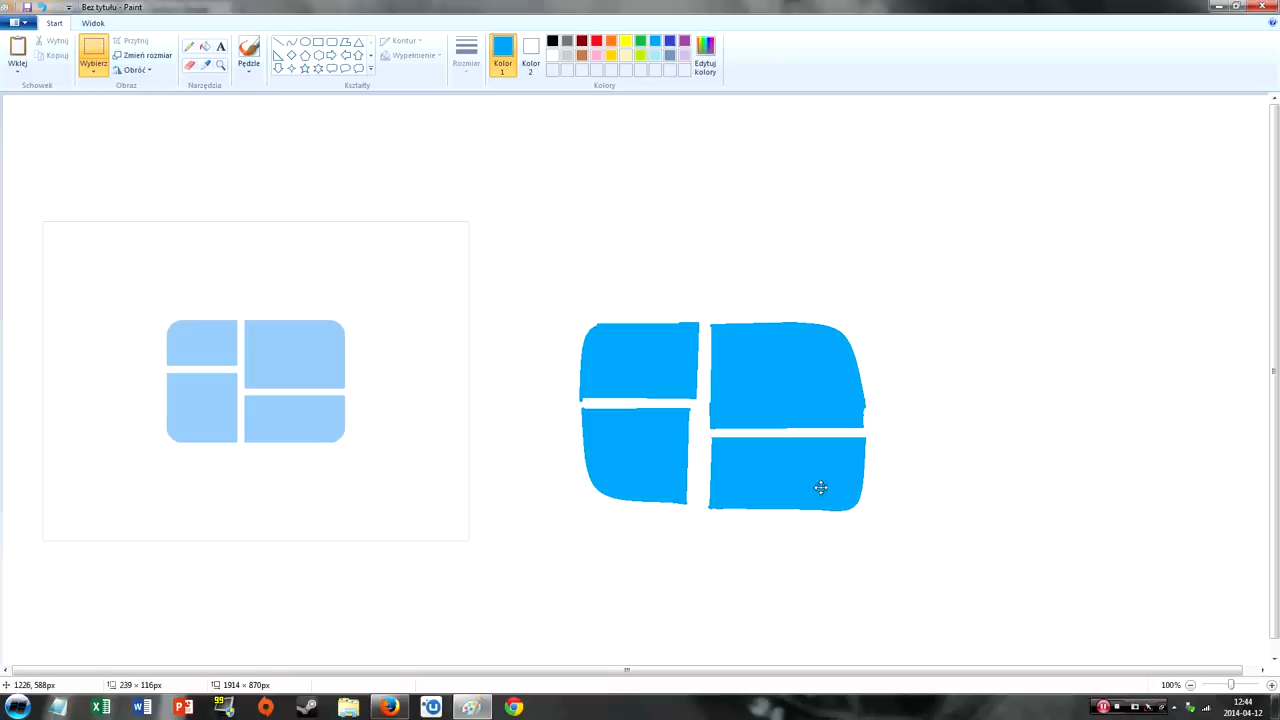 Bez tytułu - Paint
Start Widok
Wklej
Wytnij
Kopiuj
Schowek
Wybierz
Przytnij
Zmień rozmiar
Obróć
Obraz
A
Narzędzia
Pędzle
Kontur
Wypełnienie
Kształty
Rozmiar
Kolor 1
Kolor 2
Edytuj kolory
Kolory
1226, 588px 239 × 116px 1914 × 870px 100%
99
12:44
2014-04-12